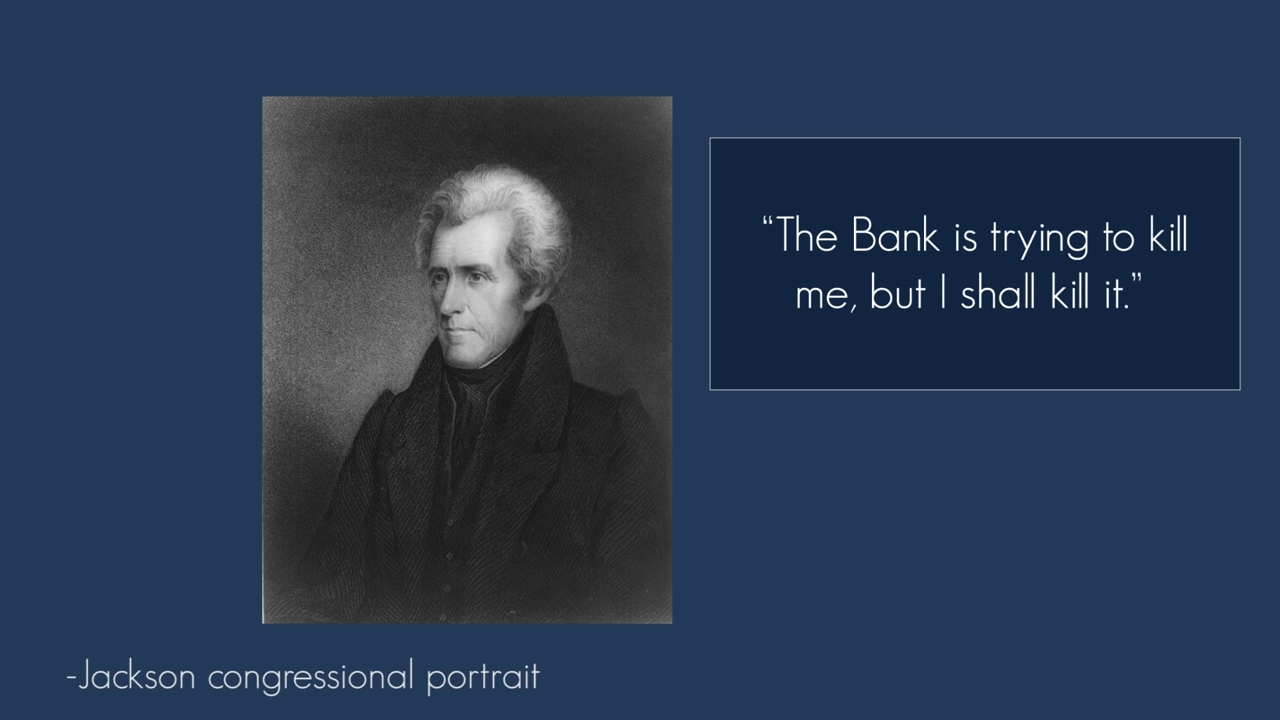 “The Bank is trying to kill
me, but I shall kill it.”
-Jackson congressional portrait